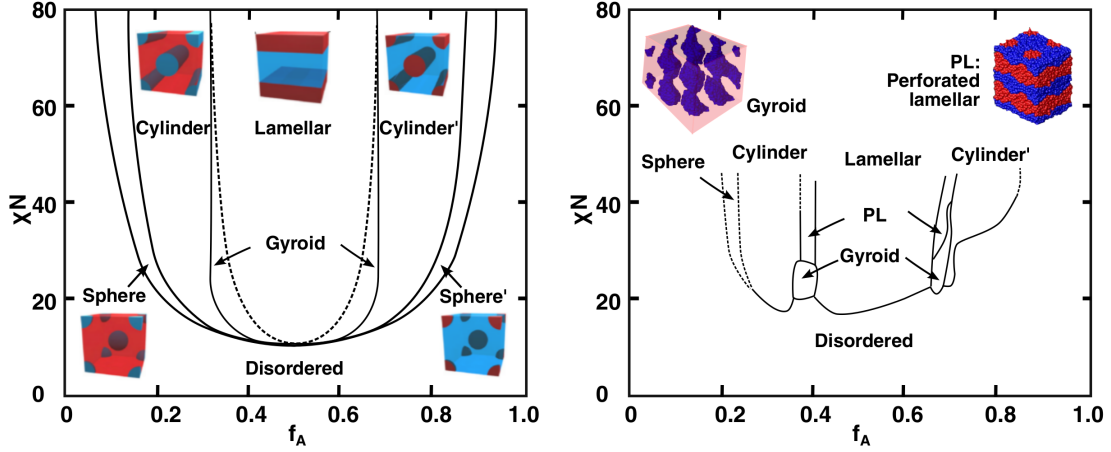 80
60
40
20
0
χN
0
0.2
0.4
0.6
0.8
1.0
fA
Cylinder
Lamellar
Cylinder'
Gyroid
Sphere
Sphere'
Disordered
80
60
40
20
0
χN
0
0.2
0.4
0.6
0.8
1.0
fA
Gyroid
PL:
Perforated
lamellar
Sphere
Cylinder
Lamellar
Cylinder'
PL
Gyroid
Disordered